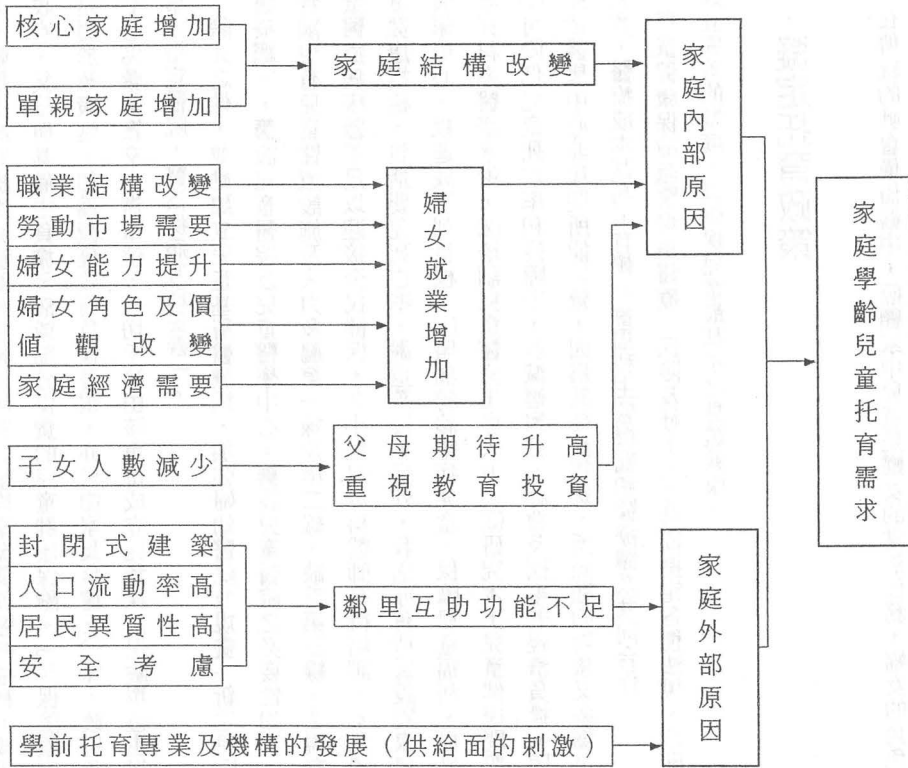 核心家庭增加
單親家庭增加
家庭結構改變
職業結構改變
勞動市場需要
婦女能力提升
婦女角色及價
值觀改變
家庭經濟需要
婦女就業增加
子女人數減少
父母期待升高
重視教育投資
家庭內部原因
封閉式建築
人口流動率高
居民異質性高
安全考慮
鄰里互助功能不足
學前托育專業及機構的發展（供給面的刺激）
家庭外部原因
家庭學齡兒童托育需求